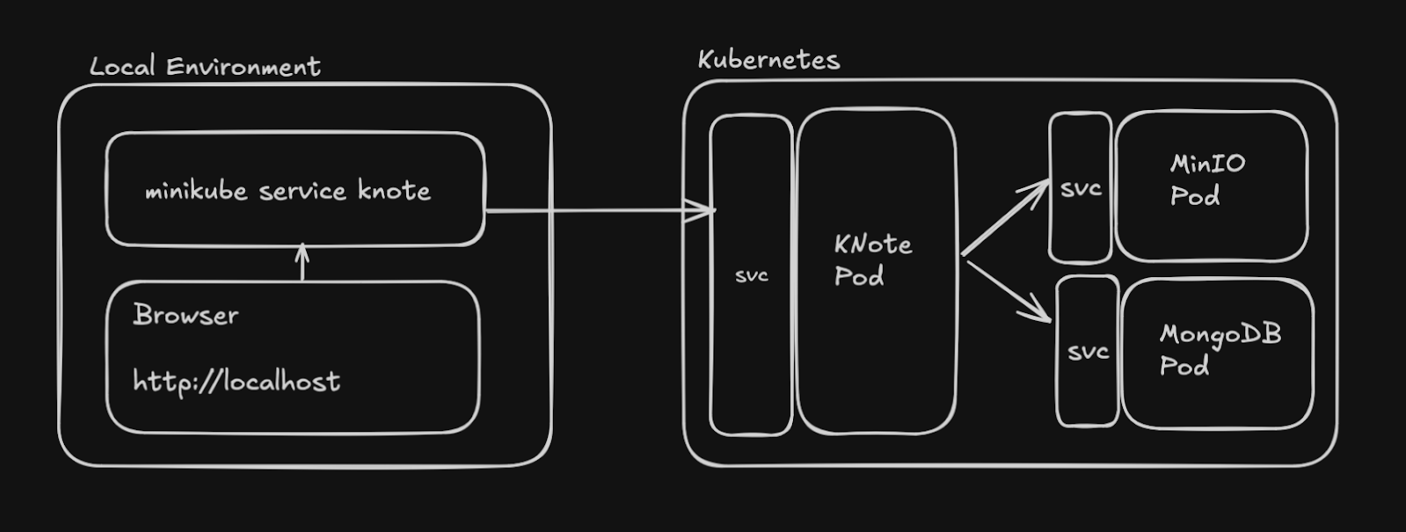 Local Environment
minikube service knote
Browser
http://localhost
Kubernetes
svc
KNote
Pod
svc
MinIO
Pod
svc
MongoDB
Pod